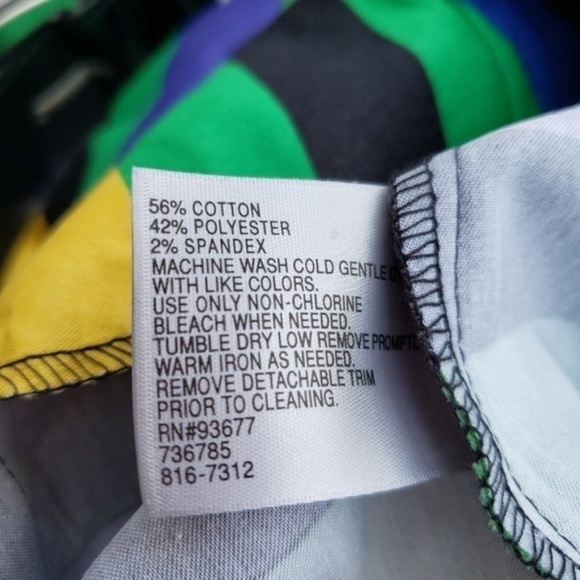 56% COTTON
42% POLYESTER
2% SPANDEX
MACHINE WASH COLD GENTLE
WITH LIKE COLORS.
USE ONLY NON-CHLORINE
BLEACH WHEN NEEDED.
TUMBLE DRY LOW REMOVE PROMPTL
WARM IRON AS NEEDED.
REMOVE DETACHABLE TRIM
PRIOR TO CLEANING.
RN#93677
736785
816-7312